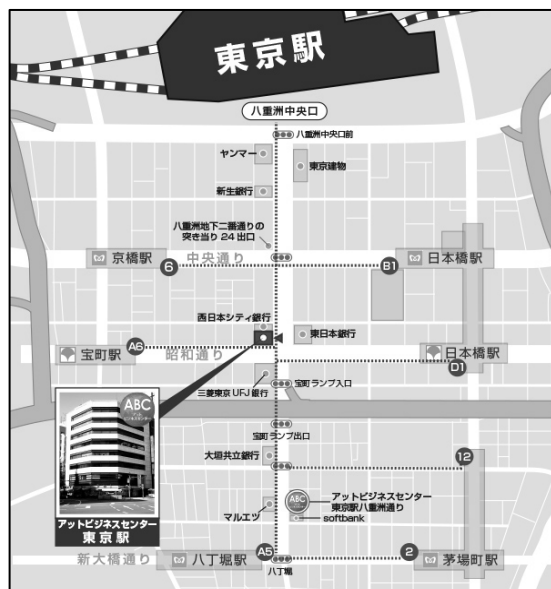 東京駅
八重洲中央口
八重洲中央口前
ヤンマー
東京建物
新生銀行
八重洲地下二番通りの
突き当り 24 出口
京橋駅
中央通り
日本橋駅
6
B1
西日本シティ銀行
東日本銀行
A6
宝町駅
昭和通り
日本橋駅
D1
三菱東京 UFJ 銀行
宝町ランプ入口
ABC
宝町ランプ出口
大垣共立銀行
12
ABC
アットビジネスセンター
東京駅八重洲通り
マルエツ
softbank
アットビジネスセンター
東京駅
新大橋通り
八丁堀駅
A5
2
茅場町駅
八丁堀